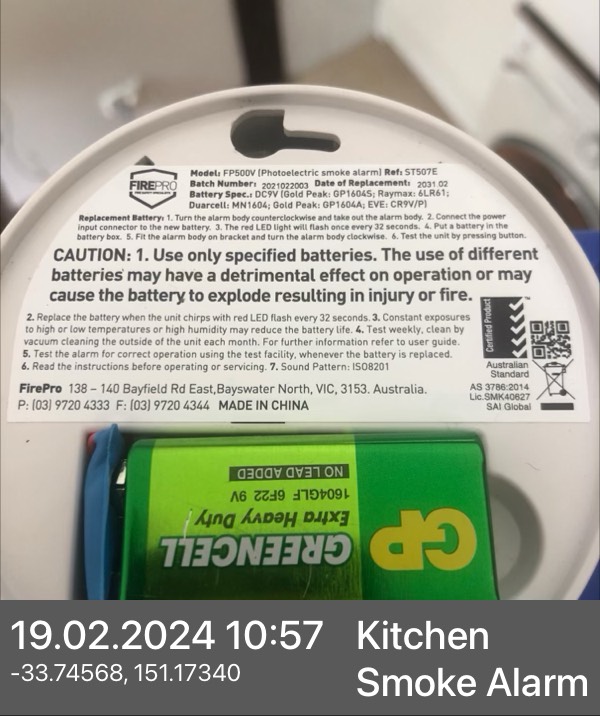 FIREPRO
Model: FP500V (Photoelectric smoke alarm) Ref: ST507E
Batch Number: 2021022003 Date of Replacement: 2031.02
Battery Spec.: DC9V (Gold Peak: GP1604S; Raymax: 6LR61;
Duarcell: MN1604; Gold Peak: GP1604A; EVE: CR9V/P)
Replacement Battery: 1. Turn the alarm body counterclockwise and take out the alarm body. 2. Connect the power
input connector to the new battery. 3. The red LED light will flash once every 32 seconds. 4. Put a battery in the
battery box. 5. Fit the alarm body on bracket and turn the alarm body clockwise. 6. Test the unit by pressing button.
CAUTION: 1. Use only specified batteries. The use of different
batteries may have a detrimental effect on operation or may
cause the battery to explode resulting in injury or fire.
2. Replace the battery when the unit chirps with red LED flash every 32 seconds. 3. Constant exposures
to high or low temperatures or high humidity may reduce the battery life. 4. Test weekly, clean by
vacuum cleaning the outside of the unit each month. For further information refer to user guide.
5. Test the alarm for correct operation using the test facility, whenever the battery is replaced.
6. Read the instructions before operating or servicing. 7. Sound Pattern: ISO8201
Certified Product
Australian
Standard
AS 3786:2014
Lic.SMK40627
SAI Global
FirePro 138 – 140 Bayfield Rd East,Bayswater North, VIC, 3153. Australia.
P: (03) 9720 4333 F: (03) 9720 4344 MADE IN CHINA
GP
GREENCELL
Extra Heavy Duty
1604GLF 6F22 9V
NO LEAD ADDED
19.02.2024 10:57
-33.74568, 151.17340
Kitchen
Smoke Alarm